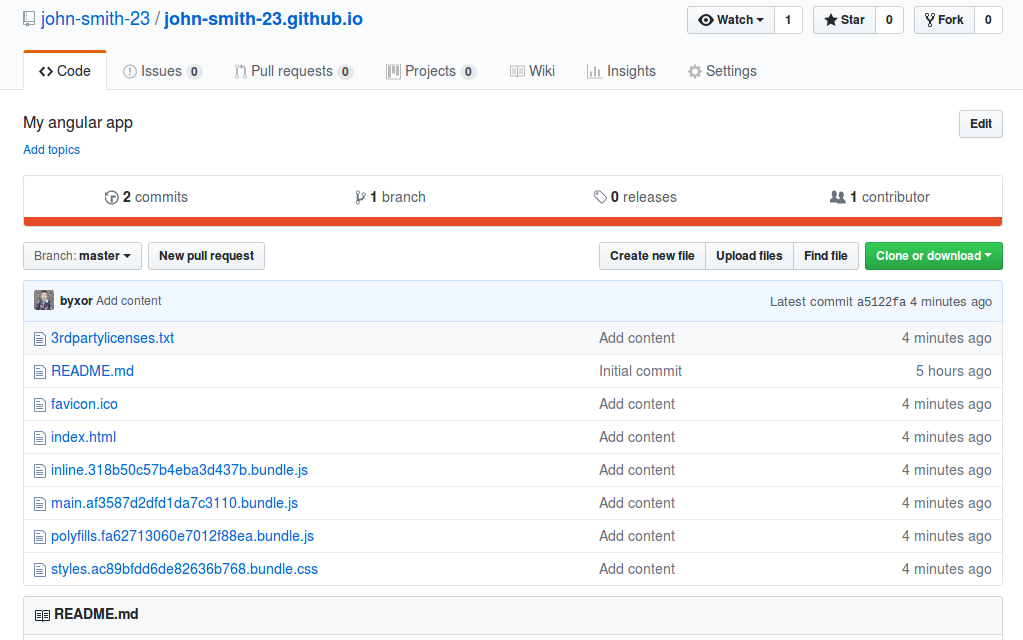 john-smith-23 / john-smith-23.github.io Watch 1 Star 0 Fork 0
Code Issues 0 Pull requests 0 Projects 0 Wiki Insights Settings
My angular app Edit
Add topics
2 commits 1 branch 0 releases 1 contributor
Branch: master New pull request Create new file Upload files Find file Clone or download
byxor Add content Latest commit a5122fa 4 minutes ago
3rdpartylicenses.txt Add content 4 minutes ago
README.md Initial commit 5 hours ago
favicon.ico Add content 4 minutes ago
index.html Add content 4 minutes ago
inline.318b50c57b4eba3d437b.bundle.js Add content 4 minutes ago
main.af3587d2dfd1da7c3110.bundle.js Add content 4 minutes ago
polyfills.fa62713060e7012f88ea.bundle.js Add content 4 minutes ago
styles.ac89bfdd6de82636b768.bundle.css Add content 4 minutes ago
README.md